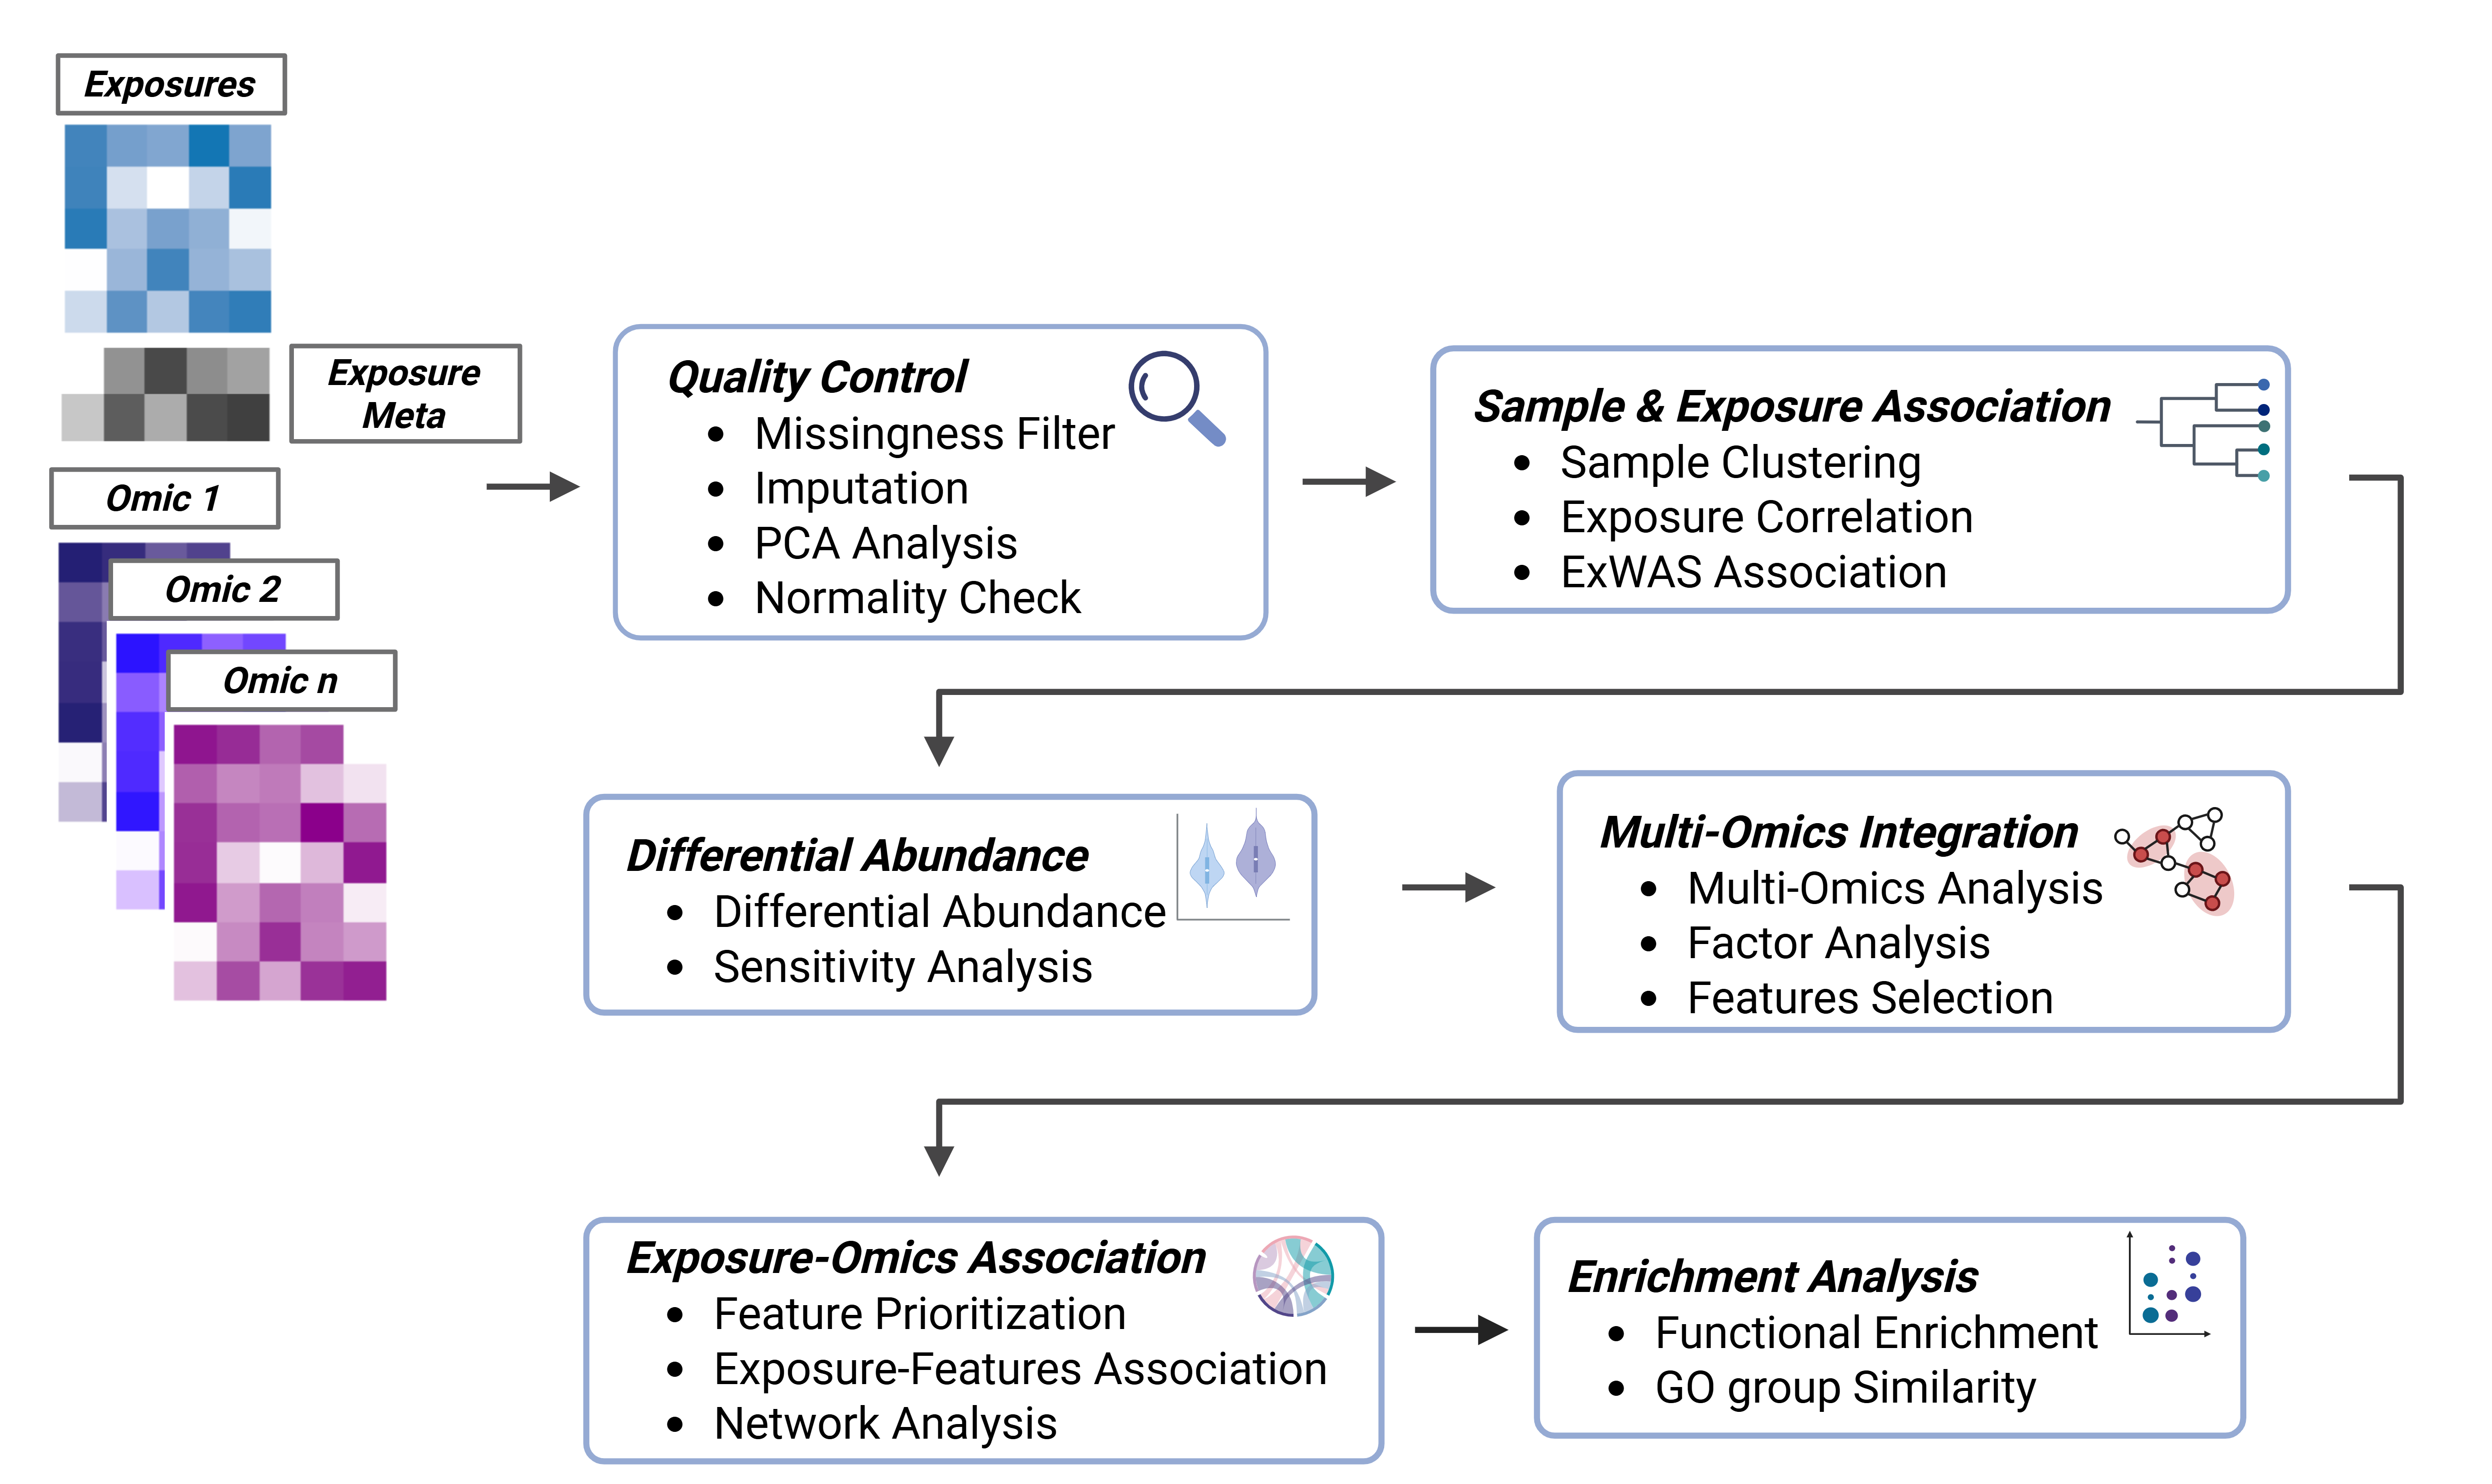 Exposures
Exposure
Meta
Omic 1
Omic 2
Omic n
Quality Control
• Missingness Filter
• Imputation
• PCA Analysis
• Normality Check
Sample & Exposure Association
• Sample Clustering
• Exposure Correlation
• ExWAS Association
Differential Abundance
• Differential Abundance
• Sensitivity Analysis
Multi-Omics Integration
• Multi-Omics Analysis
• Factor Analysis
• Features Selection
Exposure-Omics Association
• Feature Prioritization
• Exposure-Features Association
• Network Analysis
Enrichment Analysis
• Functional Enrichment
• GO group Similarity